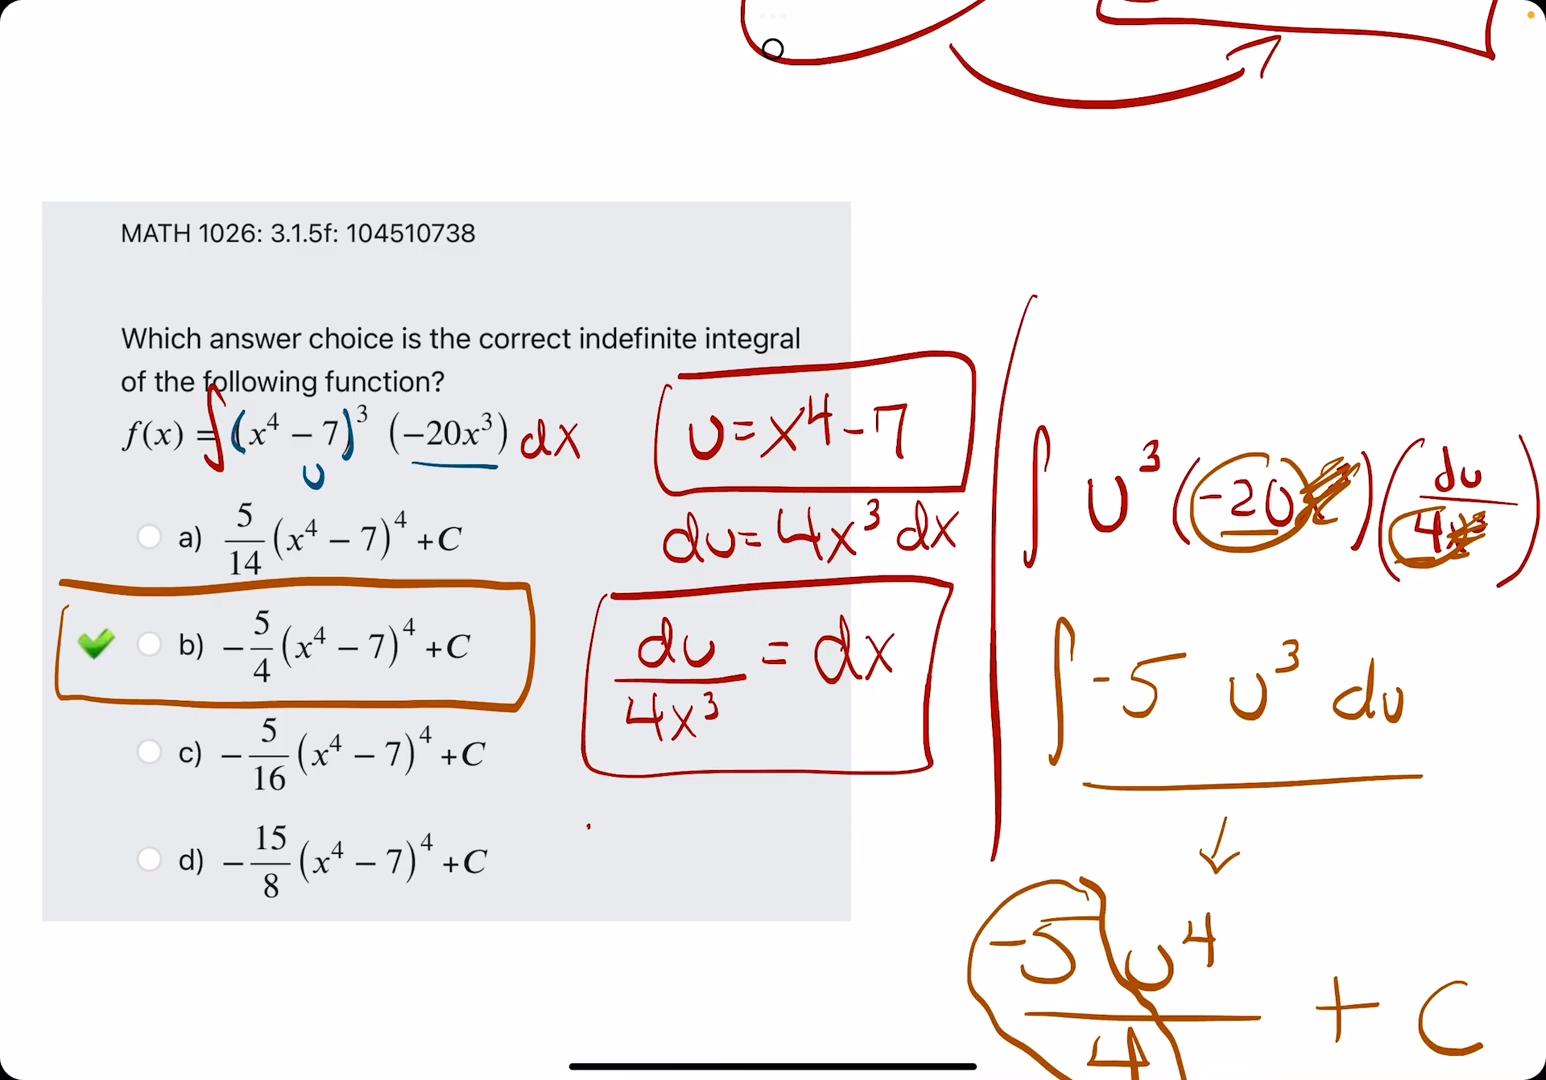 MATH 1026: 3.1.5f: 104510738
Which answer choice is the correct indefinite integral
of the following function?
f(x) = ∫(x⁴ − 7)³ (−20x³) dx
u
a) 5/14 (x⁴ − 7)⁴ +C
b) − 5/4 (x⁴ − 7)⁴ +C
c) − 5/16 (x⁴ − 7)⁴ +C
d) − 15/8 (x⁴ − 7)⁴ +C
u=x⁴-7
du=4x³ dx
du/4x³ = dx
∫ u³ (-20 ) (du/4x³)
∫-5 u³ du
↓
-5u⁴/4 + C